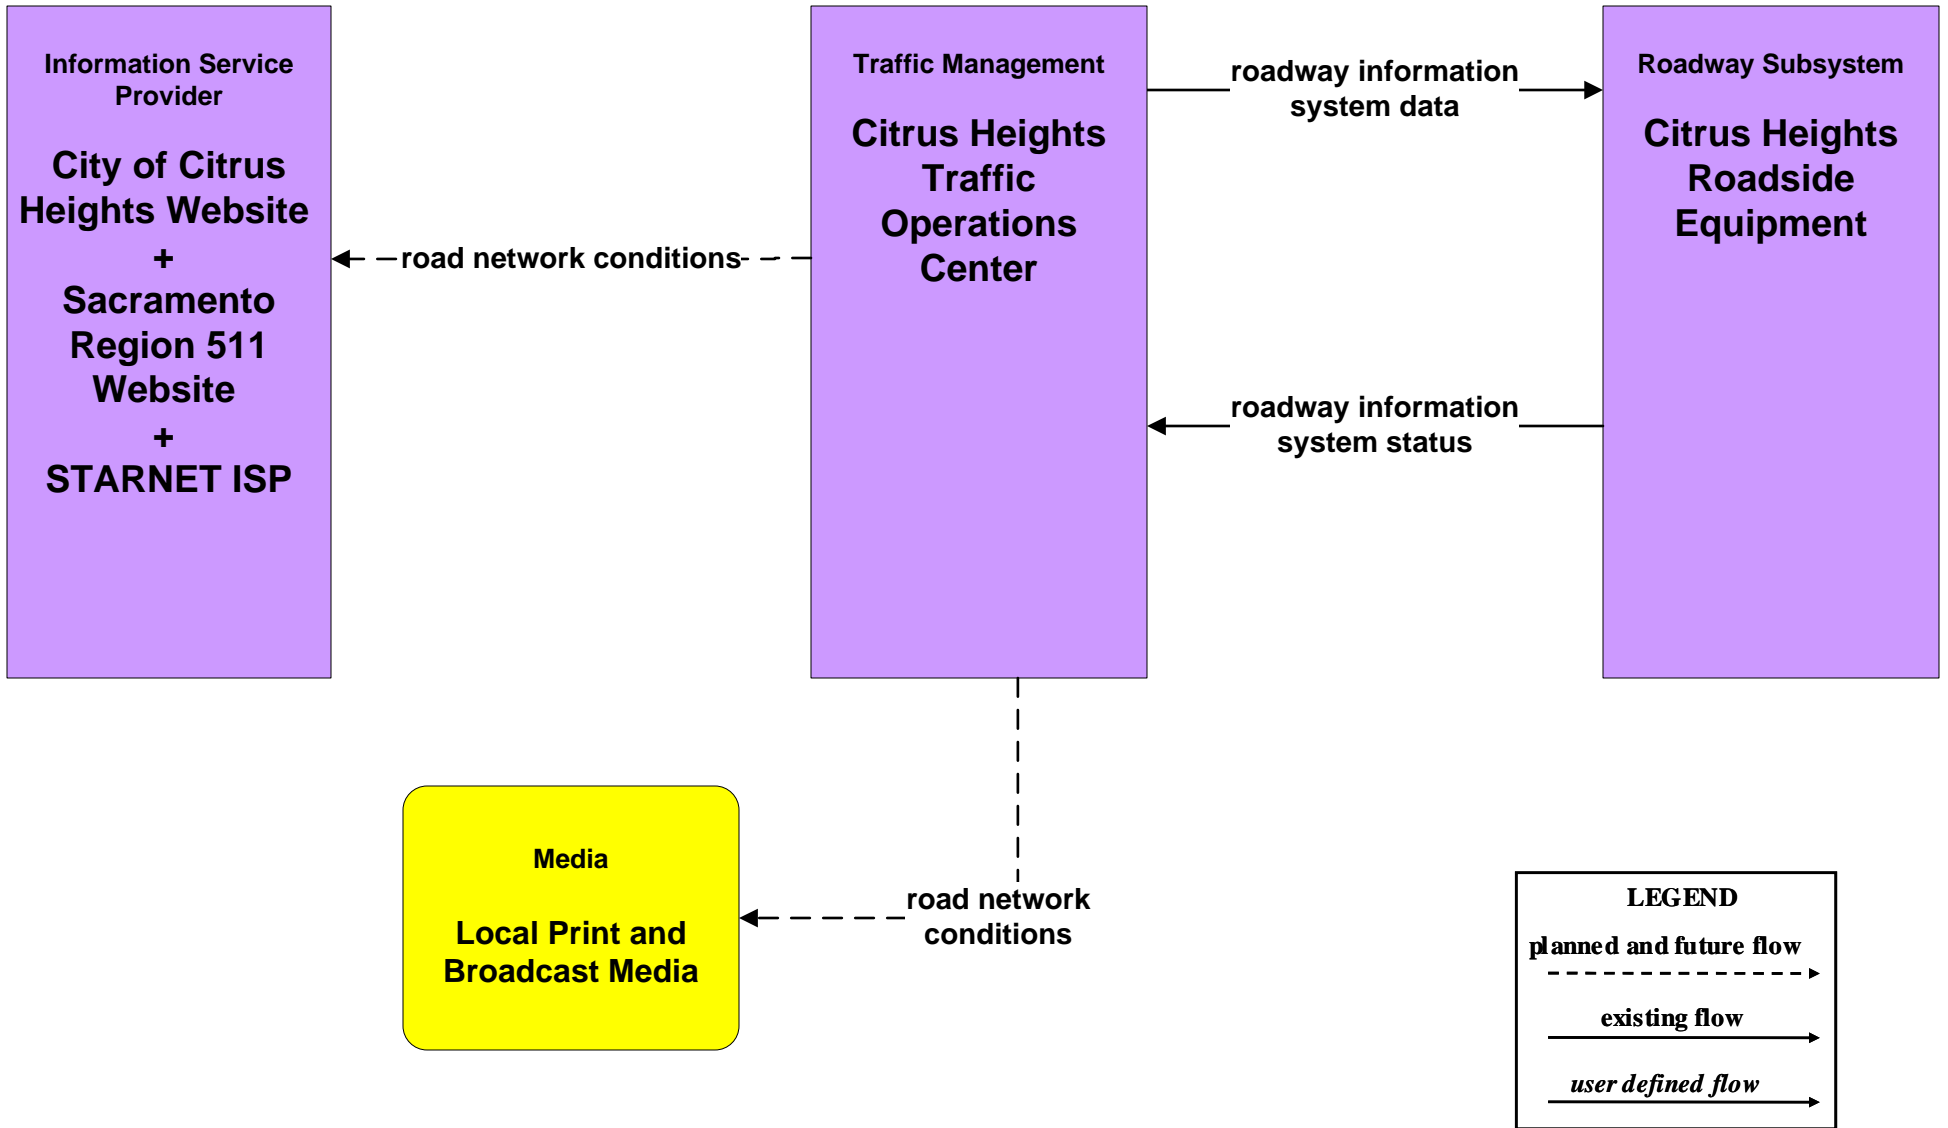 Information Service
Provider
City of Citrus
Heights Website
+
Sacramento
Region 511
Website
+
STARNET ISP
road network conditions
Traffic Management
Citrus Heights
Traffic
Operations
Center
roadway information
system data
roadway information
system status
Roadway Subsystem
Citrus Heights
Roadside
Equipment
Media
Local Print and
Broadcast Media
road network
conditions
LEGEND
planned and future flow
existing flow
user defined flow